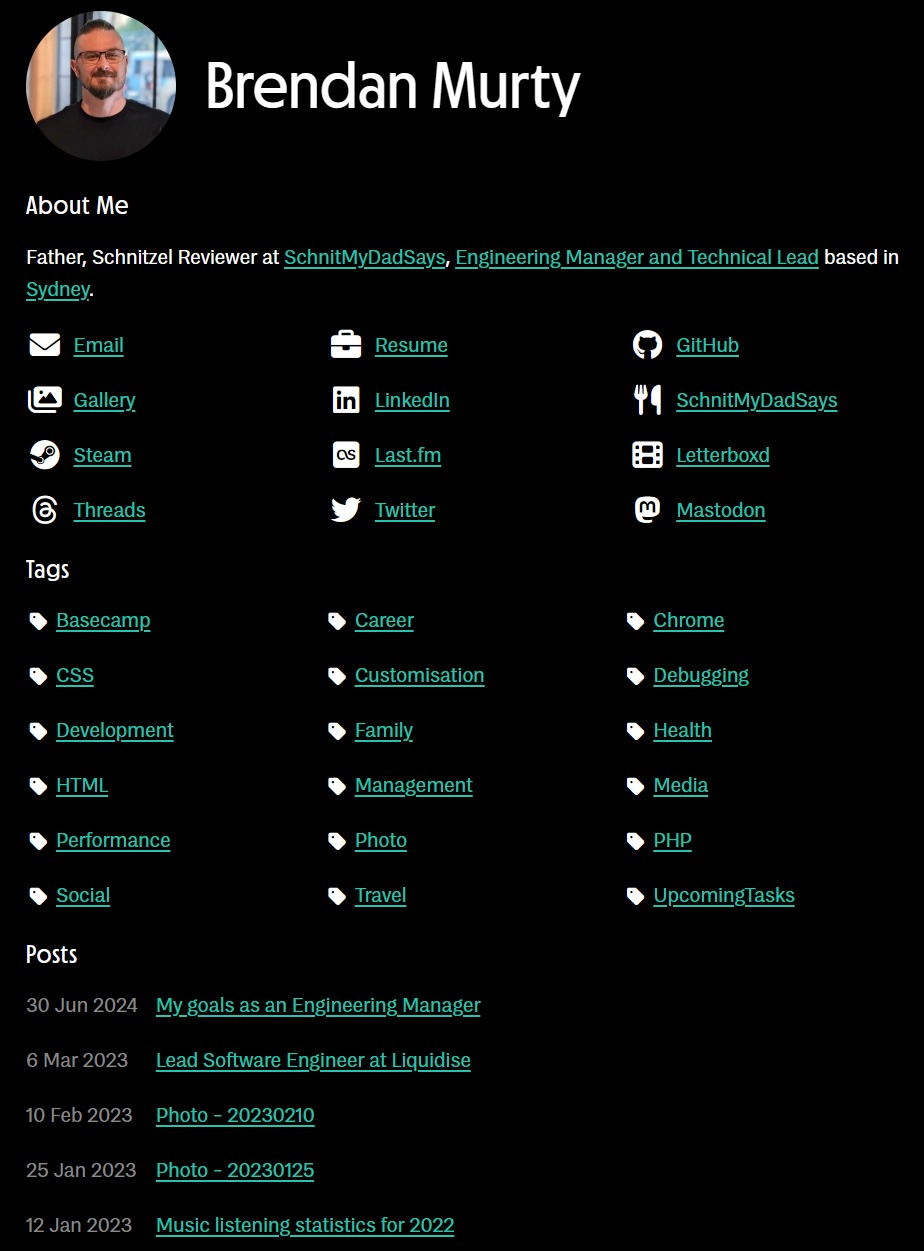 Brendan Murty
About Me
Father, Schnitzel Reviewer at SchnitMyDadSays, Engineering Manager and Technical Lead based in
Sydney.
Email Resume GitHub
Gallery LinkedIn SchnitMyDadSays
Steam Last.fm Letterboxd
Threads Twitter Mastodon
Tags
Basecamp Career Chrome
CSS Customisation Debugging
Development Family Health
HTML Management Media
Performance Photo PHP
Social Travel UpcomingTasks
Posts
30 Jun 2024 My goals as an Engineering Manager
6 Mar 2023 Lead Software Engineer at Liquidise
10 Feb 2023 Photo - 20230210
25 Jan 2023 Photo - 20230125
12 Jan 2023 Music listening statistics for 2022